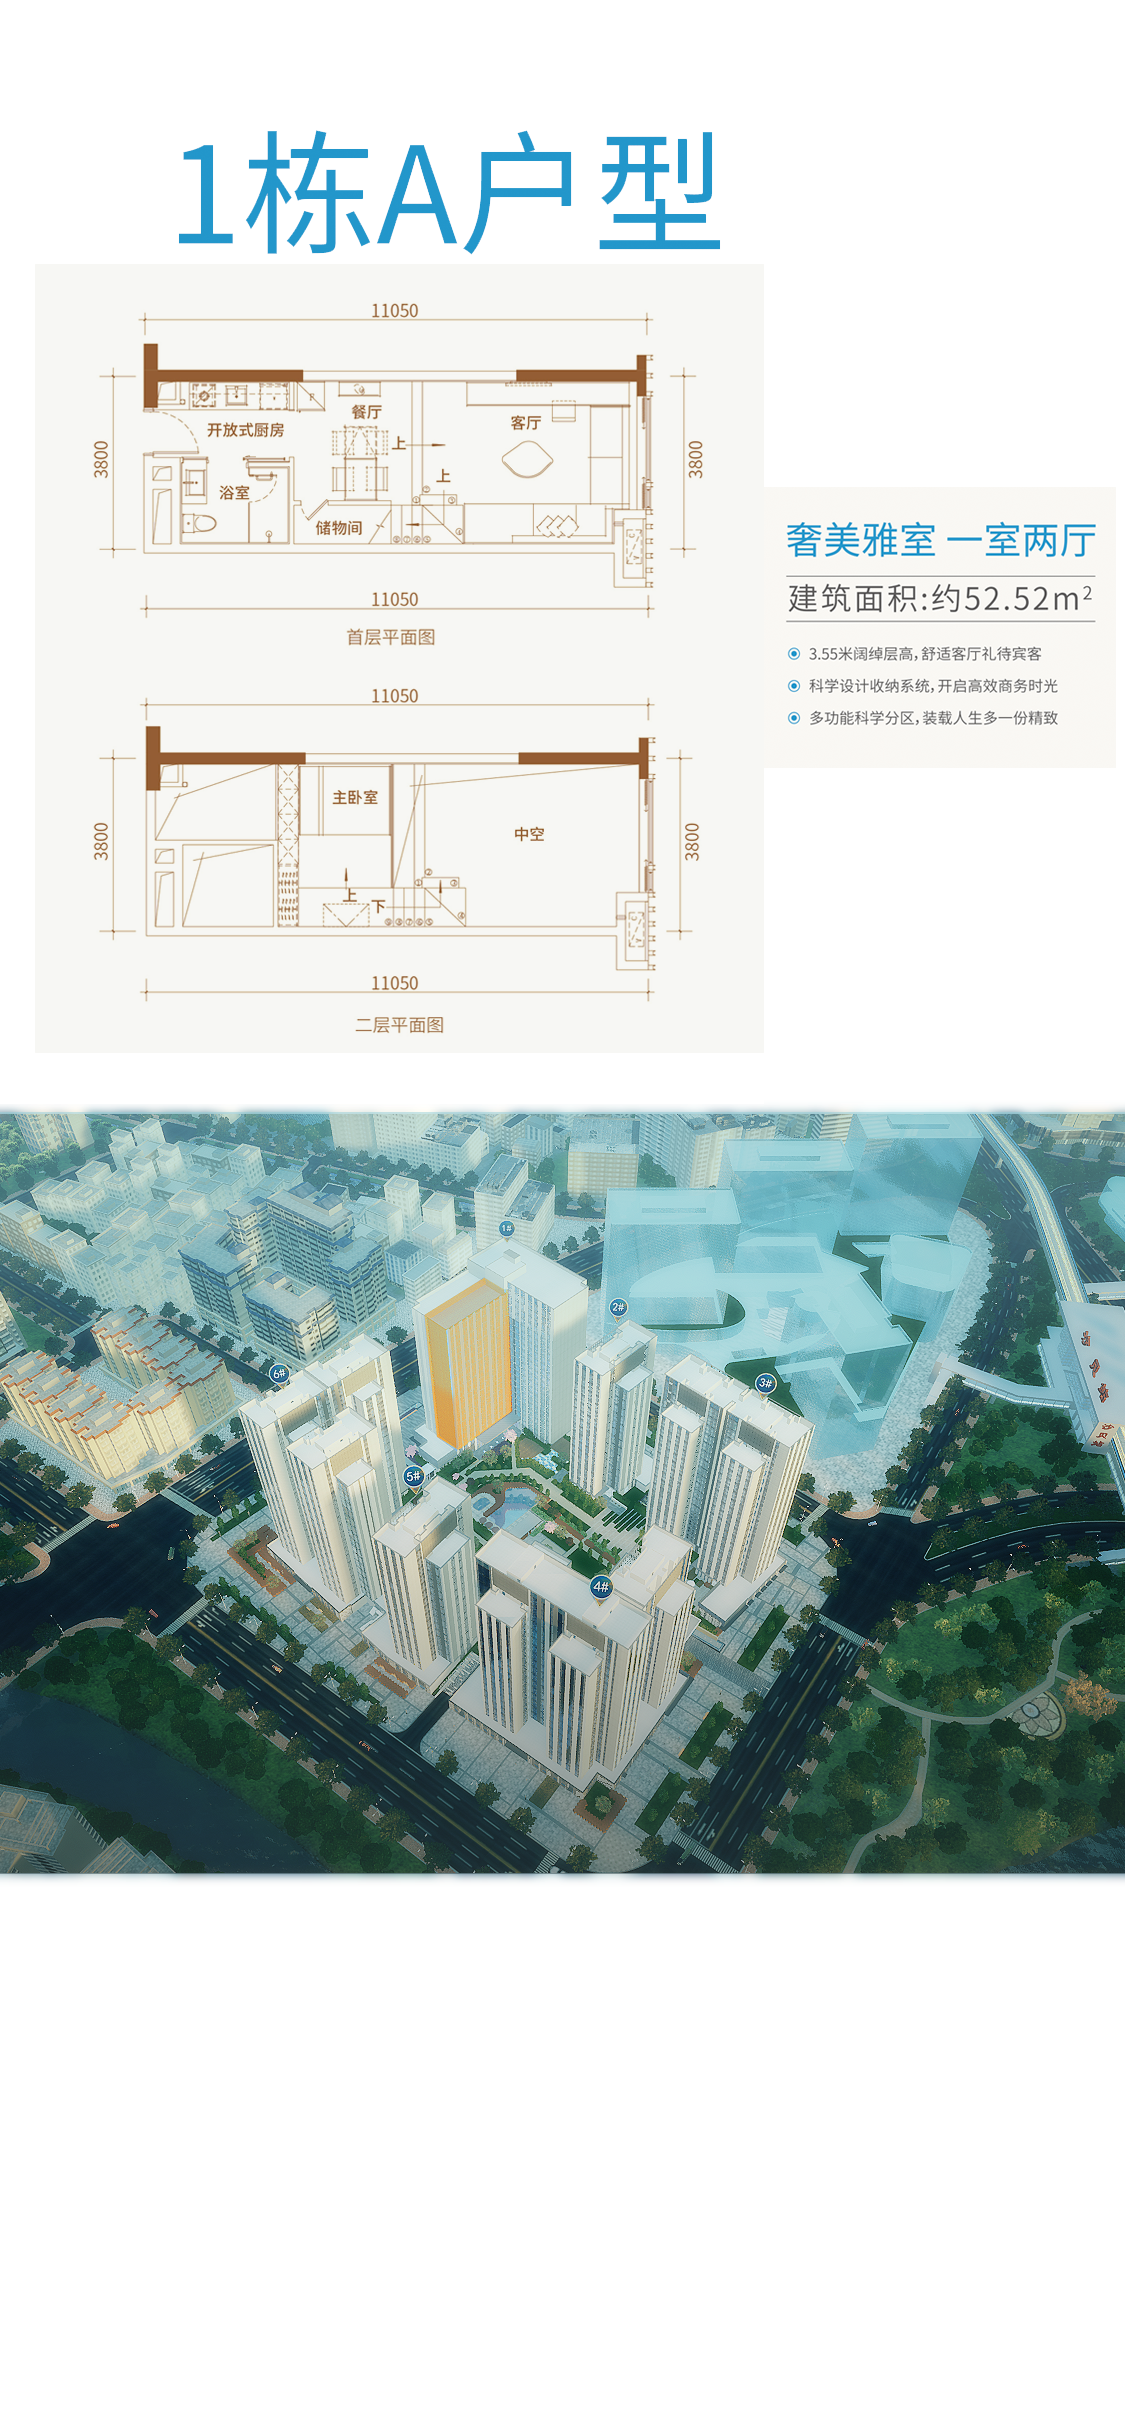 1栋A户型
11050
3800
3800
餐厅
客厅
开放式厨房
上
上
浴室
储物间
11050
首层平面图
奢美雅室 一室两厅
建筑面积:约52.52m²
3.55米阔绰层高,舒适客厅礼待宾客
科学设计收纳系统,开启高效商务时光
多功能科学分区,装载人生多一份精致
11050
3800
3800
主卧室
中空
上
下
11050
二层平面图
1#
2#
6#
3#
5#
4#